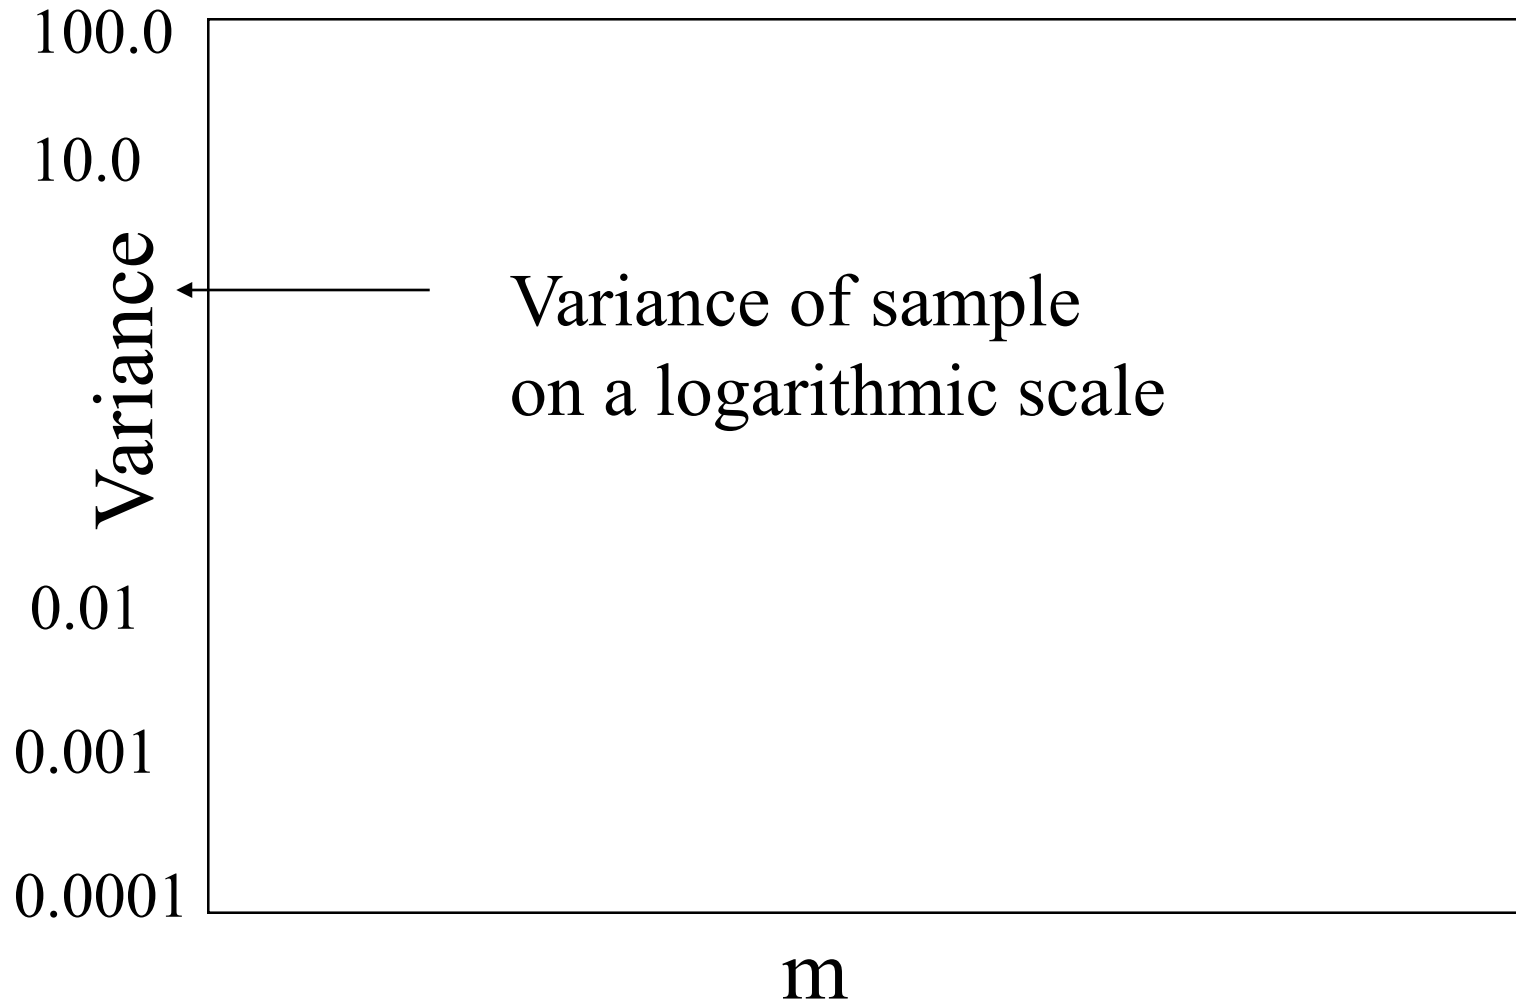 100.0
10.0
Variance
Variance of sample
on a logarithmic scale
0.01
0.001
0.0001
m